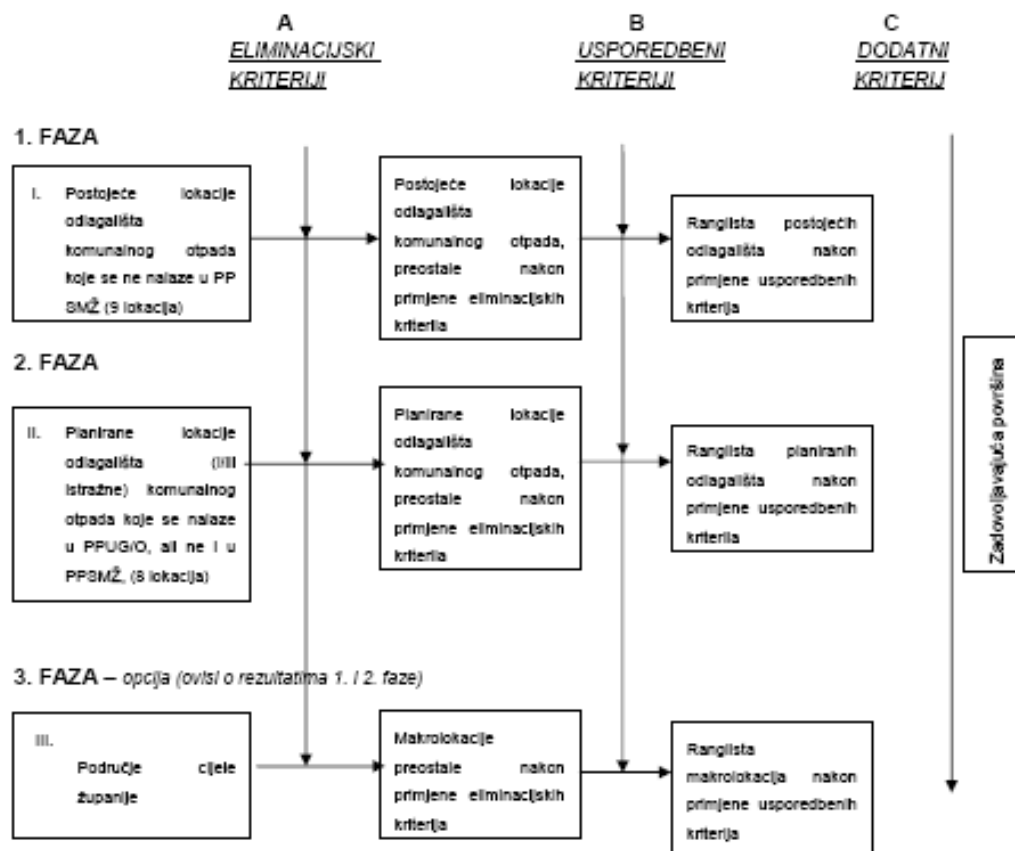 A
ELIMINACIJSKI
KRITERIJI
B
USPOREDBENI
KRITERIJI
C
DODATNI
KRITERIJ
1. FAZA
I. Postojeće lokacije
odlagališta
komunalnog otpada
koje se ne nalaze u PP
SMŽ (9 lokacija)
Postojeće lokacije
odlagališta
komunalnog otpada,
preostale nakon
primjene eliminacijskih
kriterija
Ranglista postojećih
odlagališta nakon
primjene usporedbenih
kriterija
2. FAZA
II. Planirane lokacije
odlagališta (I/III
istražne) komunalnog
otpada koje se nalaze
u PPUG/O, ali ne i u
PPSMŽ, (8 lokacija)
Planirane lokacije
odlagališta
komunalnog otpada,
preostale nakon
primjene eliminacijskih
kriterija
Ranglista planiranih
odlagališta nakon
primjene usporedbenih
kriterija
Zadovoljavajuća površina
3. FAZA – opcija (ovisi o rezultatima 1. i 2. faze)
III.
Područje cijele
županije
Makrolokacije
preostale nakon
primjene eliminacijskih
kriterija
Ranglista
makrolokacija nakon
primjene usporedbenih
kriterija